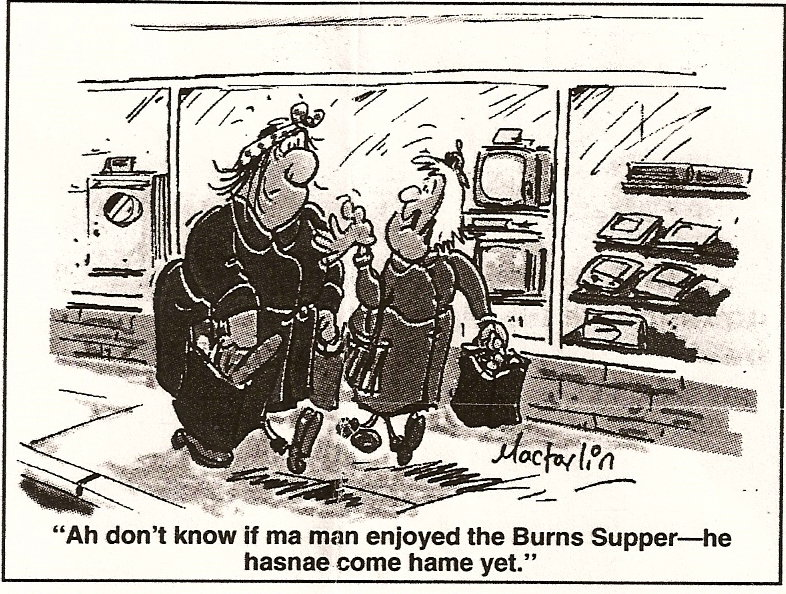 Macfarlin
“Ah don’t know if ma man enjoyed the Burns Supper—he
hasnae come hame yet.”